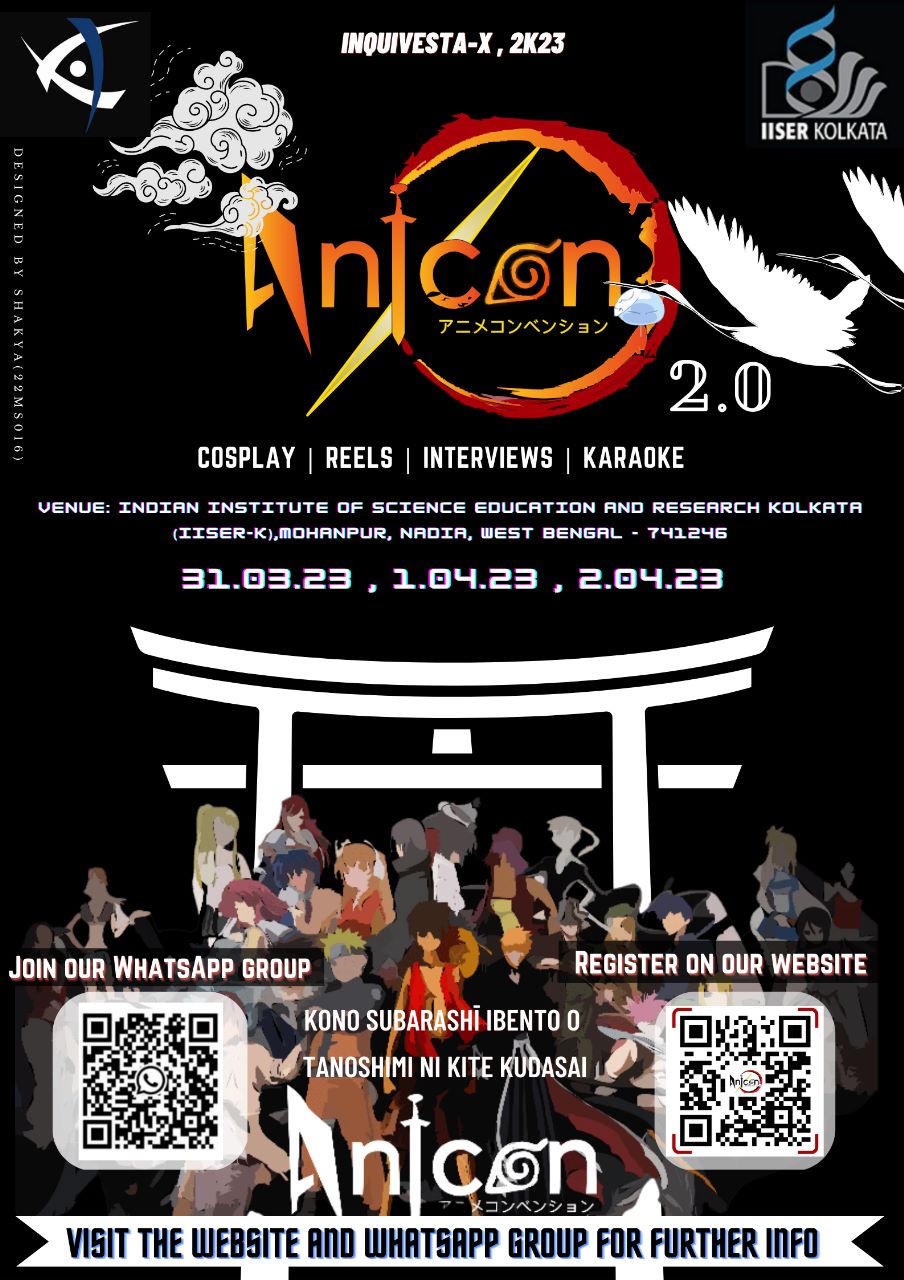 INQUIVESTA-X , 2K23
IISER KOLKATA
DESIGNED BY SHAKYA(22MS016)
Anicon
アニメコンベンション
2.0
COSPLAY | REELS | INTERVIEWS | KARAOKE
VENUE: INDIAN INSTITUTE OF SCIENCE EDUCATION AND RESEARCH KOLKATA
(IISER-K),MOHANPUR, NADIA, WEST BENGAL - 741246
31.03.23 , 1.04.23 , 2.04.23
JOIN OUR WHATSAPP GROUP
REGISTER ON OUR WEBSITE
Anicon
KONO SUBARASHĪ IBENTO O
TANOSHIMI NI KITE KUDASAI
Anicon
アニメコンベンション
VISIT THE WEBSITE AND WHATSAPP GROUP FOR FURTHER INFO